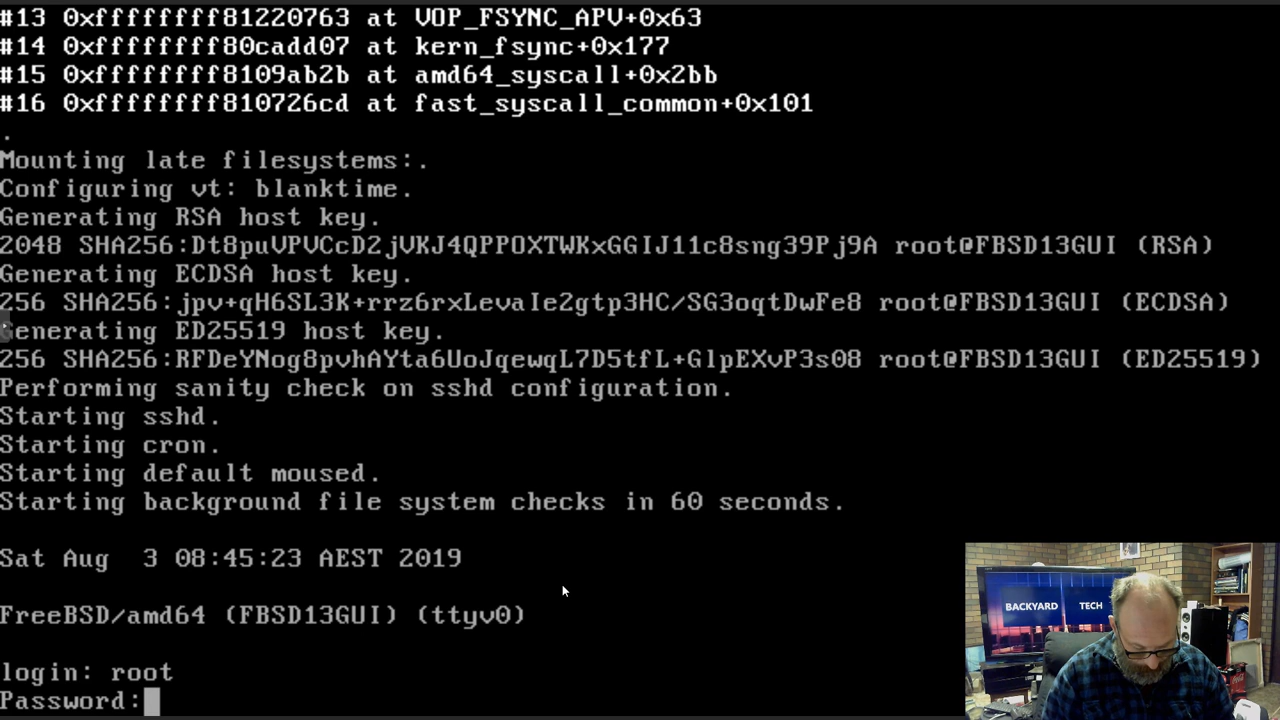 #13 0xffffffff81220763 at VOP_FSYNC_APV+0x63
#14 0xffffffff80cadd07 at kern_fsync+0x177
#15 0xffffffff8109ab2b at amd64_syscall+0x2bb
#16 0xffffffff810726cd at fast_syscall_common+0x101
.
Mounting late filesystems:.
Configuring vt: blanktime.
Generating RSA host key.
2048 SHA256:Dt8puVPVCcD2jVKJ4QPPOXTWKxGGIJ11c8sng39Pj9A root@FBSD13GUI (RSA)
Generating ECDSA host key.
256 SHA256:jpv+qH6SL3K+rrz6rxLevaIe2gtp3HC/SG3oqtDwFe8 root@FBSD13GUI (ECDSA)
Generating ED25519 host key.
256 SHA256:RFDeYNog8pvhAYta6UoJqewqL7D5tfL+GlpEXvP3s08 root@FBSD13GUI (ED25519)
Performing sanity check on sshd configuration.
Starting sshd.
Starting cron.
Starting default moused.
Starting background file system checks in 60 seconds.
Sat Aug  3 08:45:23 AEST 2019
FreeBSD/amd64 (FBSD13GUI) (ttyv0)
login: root
Password:
BACKYARD TECH